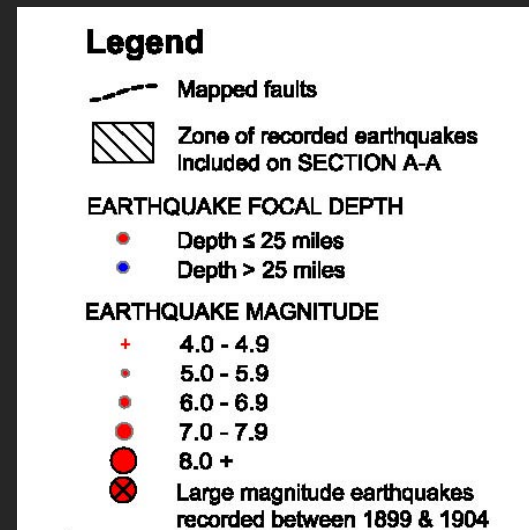 Legend
Mapped faults
Zone of recorded earthquakes
included on SECTION A-A
EARTHQUAKE FOCAL DEPTH
Depth ≤ 25 miles
Depth > 25 miles
EARTHQUAKE MAGNITUDE
4.0 - 4.9
5.0 - 5.9
6.0 - 6.9
7.0 - 7.9
8.0 +
Large magnitude earthquakes
recorded between 1899 & 1904